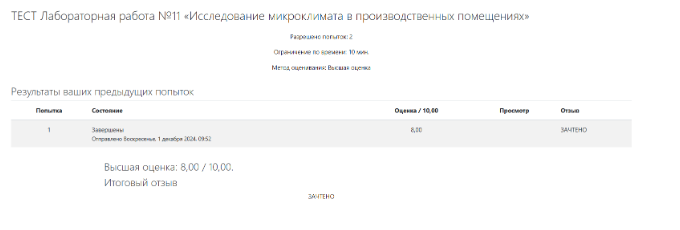 ТЕСТ Лабораторная работа №11 «Исследование микроклимата в производственных помещениях»
Разрешено попыток: 2
Ограничение по времени: 10 мин.
Метод оценивания: Высшая оценка
Результаты ваших предыдущих попыток
Попытка Состояние Оценка / 10,00 Просмотр Отзыв
1 Завершены 8,00 ЗАЧТЕНО
Отправлено Воскресенье, 1 декабря 2024, 09:52
Высшая оценка: 8,00 / 10,00.
Итоговый отзыв
ЗАЧТЕНО